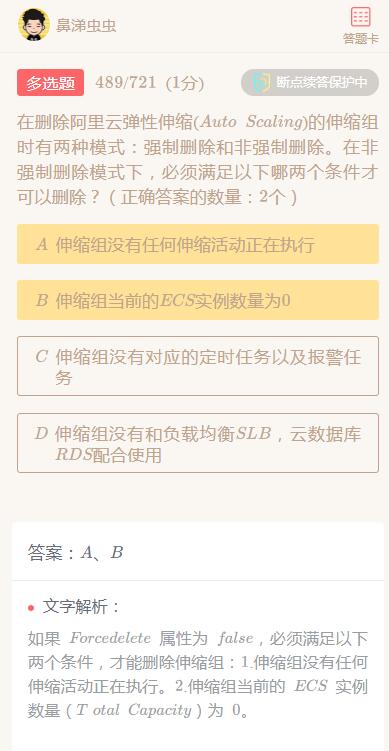 鼻涕虫虫
答题卡
多选题 489/721 (1分) 断点续答保护中
在删除阿里云弹性伸缩(Auto Scaling)的伸缩组
时有两种模式：强制删除和非强制删除。在非
强制删除模式下，必须满足以下哪两个条件才
可以删除？（正确答案的数量：2个）
A 伸缩组没有任何伸缩活动正在执行
B 伸缩组当前的ECS实例数量为0
C 伸缩组没有对应的定时任务以及报警任
务
D 伸缩组没有和负载均衡SLB，云数据库
RDS配合使用
答案：A、B
文字解析：
如果 Forcedelete 属性为 false，必须满足以下
两个条件，才能删除伸缩组：1.伸缩组没有任何
伸缩活动正在执行。2.伸缩组当前的 ECS 实例
数量（T otal Capacity）为 0。